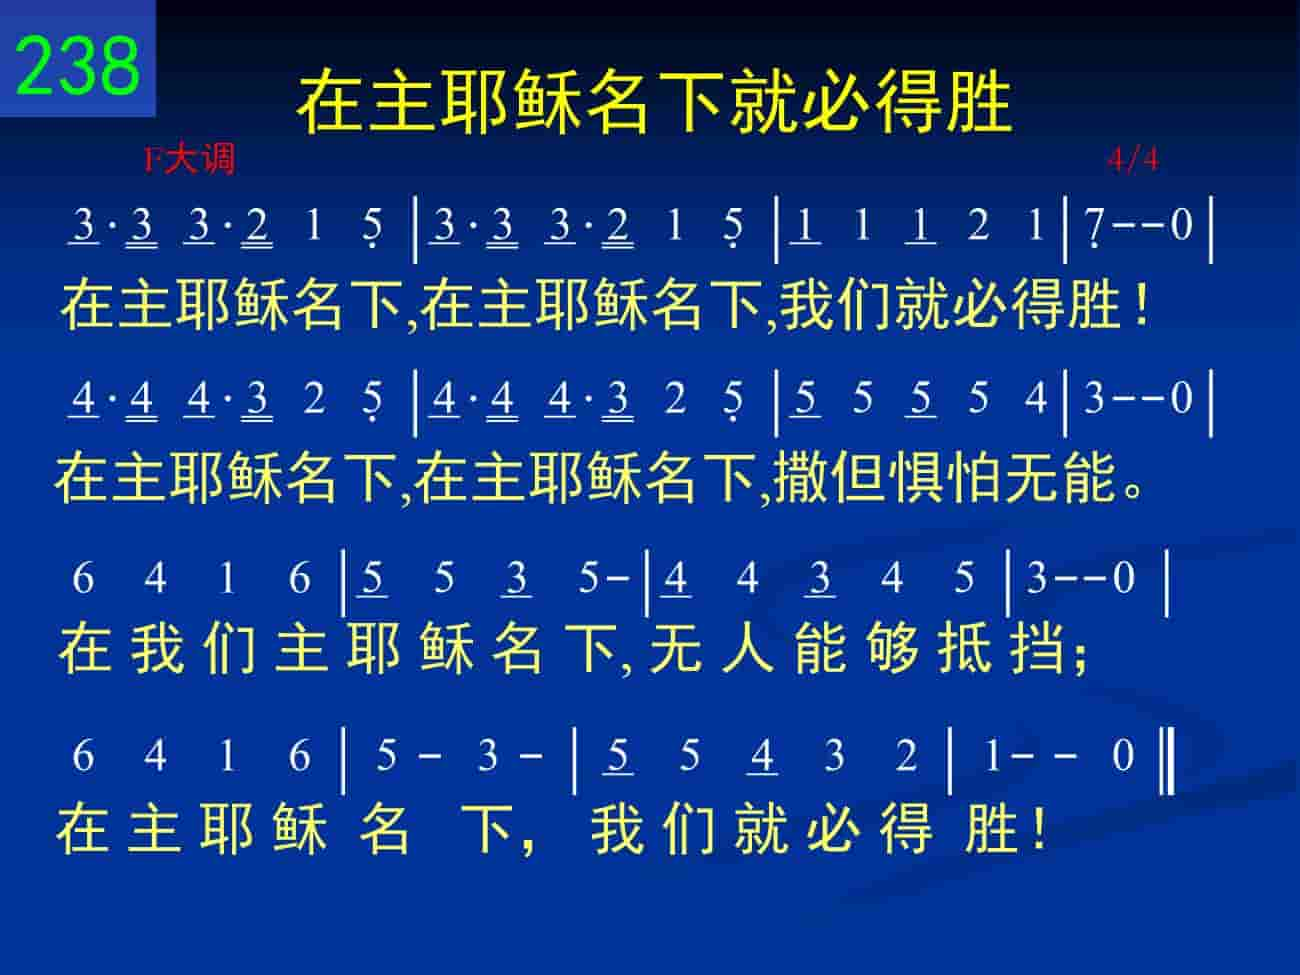 238
在主耶稣名下就必得胜
F大调 4/4
3·3 3·2 1 5̣ | 3·3 3·2 1 5̣ | 1 1 1 2 1 | 7̣--0 |
在主耶稣名下,在主耶稣名下,我们就必得胜！
4·4 4·3 2 5̣ | 4·4 4·3 2 5̣ | 5 5 5 5 4 | 3--0 |
在主耶稣名下,在主耶稣名下,撒但惧怕无能。
6 4 1 6 | 5 5 3 5- | 4 4 3 4 5 | 3--0 |
在我们主耶稣名下,无人能够抵挡；
6 4 1 6 | 5 - 3 - | 5 5 4 3 2 | 1-- 0 ‖
在主耶稣名下，我们就必得胜！